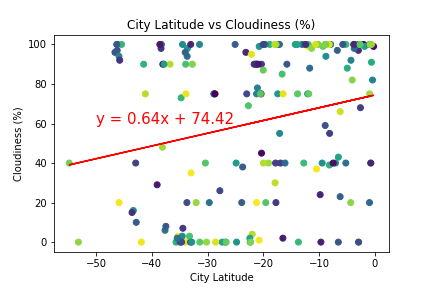 City Latitude vs Cloudiness (%)
Cloudiness (%)
100
80
60
40
20
0
y = 0.64x + 74.42
−50 −40 −30 −20 −10 0
City Latitude